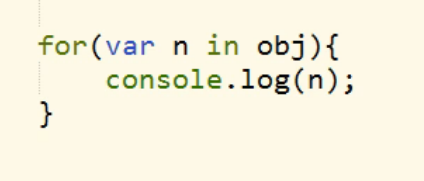 for(var n in obj){
    console.log(n);
}